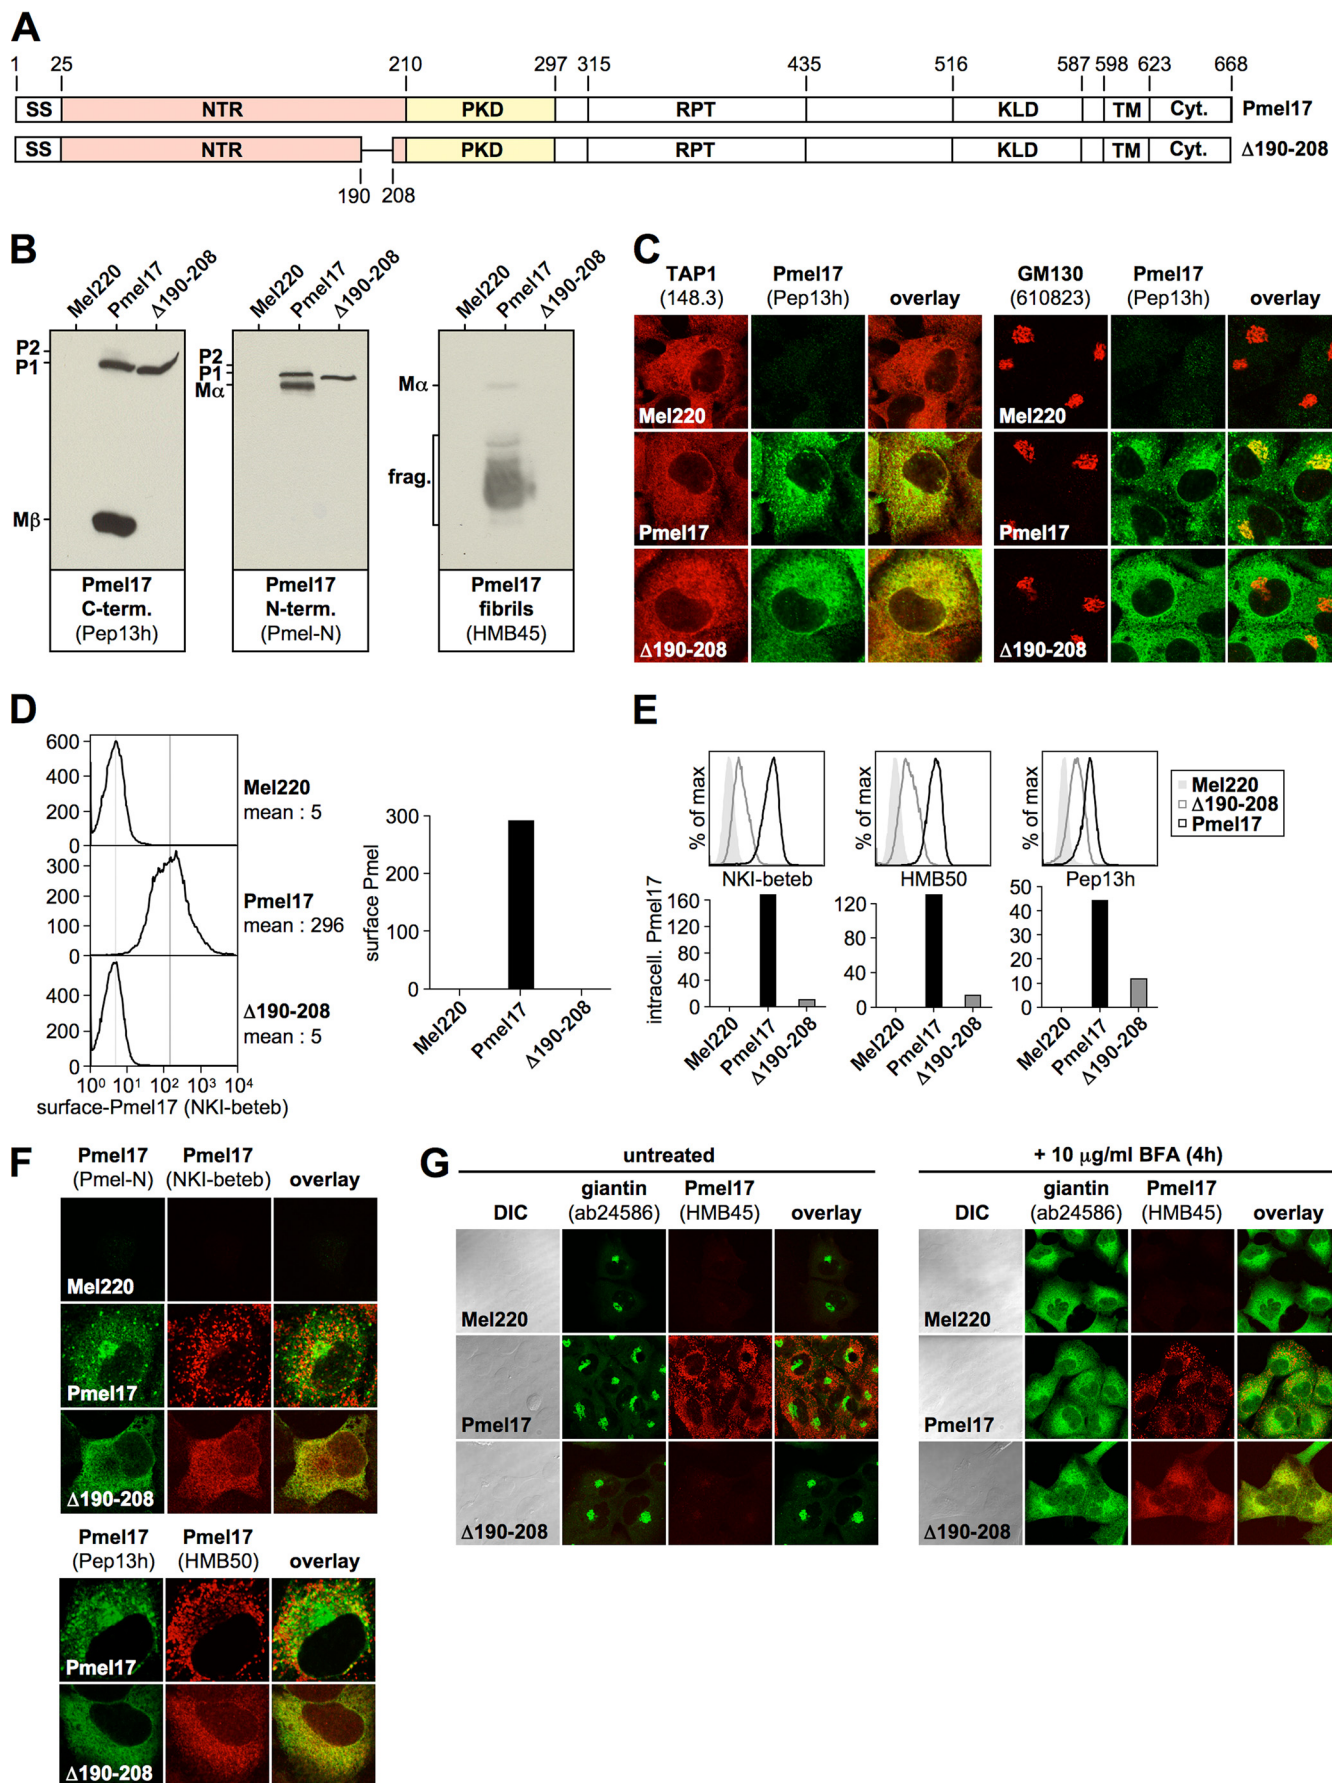 A
1 25 210 297 315 435 516 587 598 623 668
SS NTR PKD RPT KLD TM Cyt. Pmel17
SS NTR PKD RPT KLD TM Cyt. Δ190-208
190 208
B
Mel220 Pmel17 Δ190-208
P2
P1
Mβ
Pmel17
C-term.
(Pep13h)
Mel220 Pmel17 Δ190-208
P2
P1
Mα
Pmel17
N-term.
(Pmel-N)
Mel220 Pmel17 Δ190-208
Mα
frag.
Pmel17
fibrils
(HMB45)
C
TAP1 Pmel17
(148.3) (Pep13h) overlay
Mel220
Pmel17
Δ190-208
GM130 Pmel17
(610823) (Pep13h) overlay
Mel220
Pmel17
Δ190-208
D
600
400
200
0
Mel220
mean : 5
300
200
100
0
Pmel17
mean : 296
400
200
0
Δ190-208
mean : 5
10⁰ 10¹ 10² 10³ 10⁴
surface-Pmel17 (NKI-beteb)
surface Pmel
300
200
100
0
Mel220 Pmel17 Δ190-208
E
% of max % of max % of max
NKI-beteb HMB50 Pep13h
Mel220
Δ190-208
Pmel17
intracell. Pmel17
160
120
80
40
0
Mel220 Pmel17 Δ190-208
120
80
40
0
Mel220 Pmel17 Δ190-208
50
40
30
20
10
0
Mel220 Pmel17 Δ190-208
F
Pmel17 Pmel17
(Pmel-N) (NKI-beteb) overlay
Mel220
Pmel17
Δ190-208
Pmel17 Pmel17
(Pep13h) (HMB50) overlay
Pmel17
Δ190-208
G
untreated
giantin Pmel17
DIC (ab24586) (HMB45) overlay
Mel220
Pmel17
Δ190-208
+ 10 μg/ml BFA (4h)
giantin Pmel17
DIC (ab24586) (HMB45) overlay
Mel220
Pmel17
Δ190-208